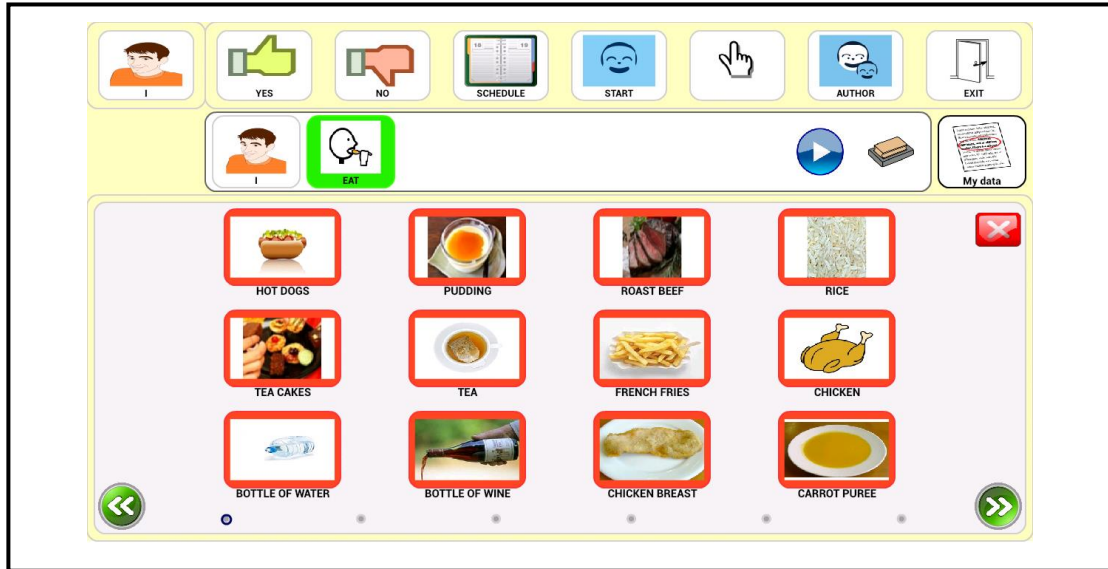 I
YES
NO
SCHEDULE
START
AUTHOR
EXIT
I
EAT
My data
HOT DOGS
PUDDING
ROAST BEEF
RICE
TEA CAKES
TEA
FRENCH FRIES
CHICKEN
BOTTLE OF WATER
BOTTLE OF WINE
CHICKEN BREAST
CARROT PUREE